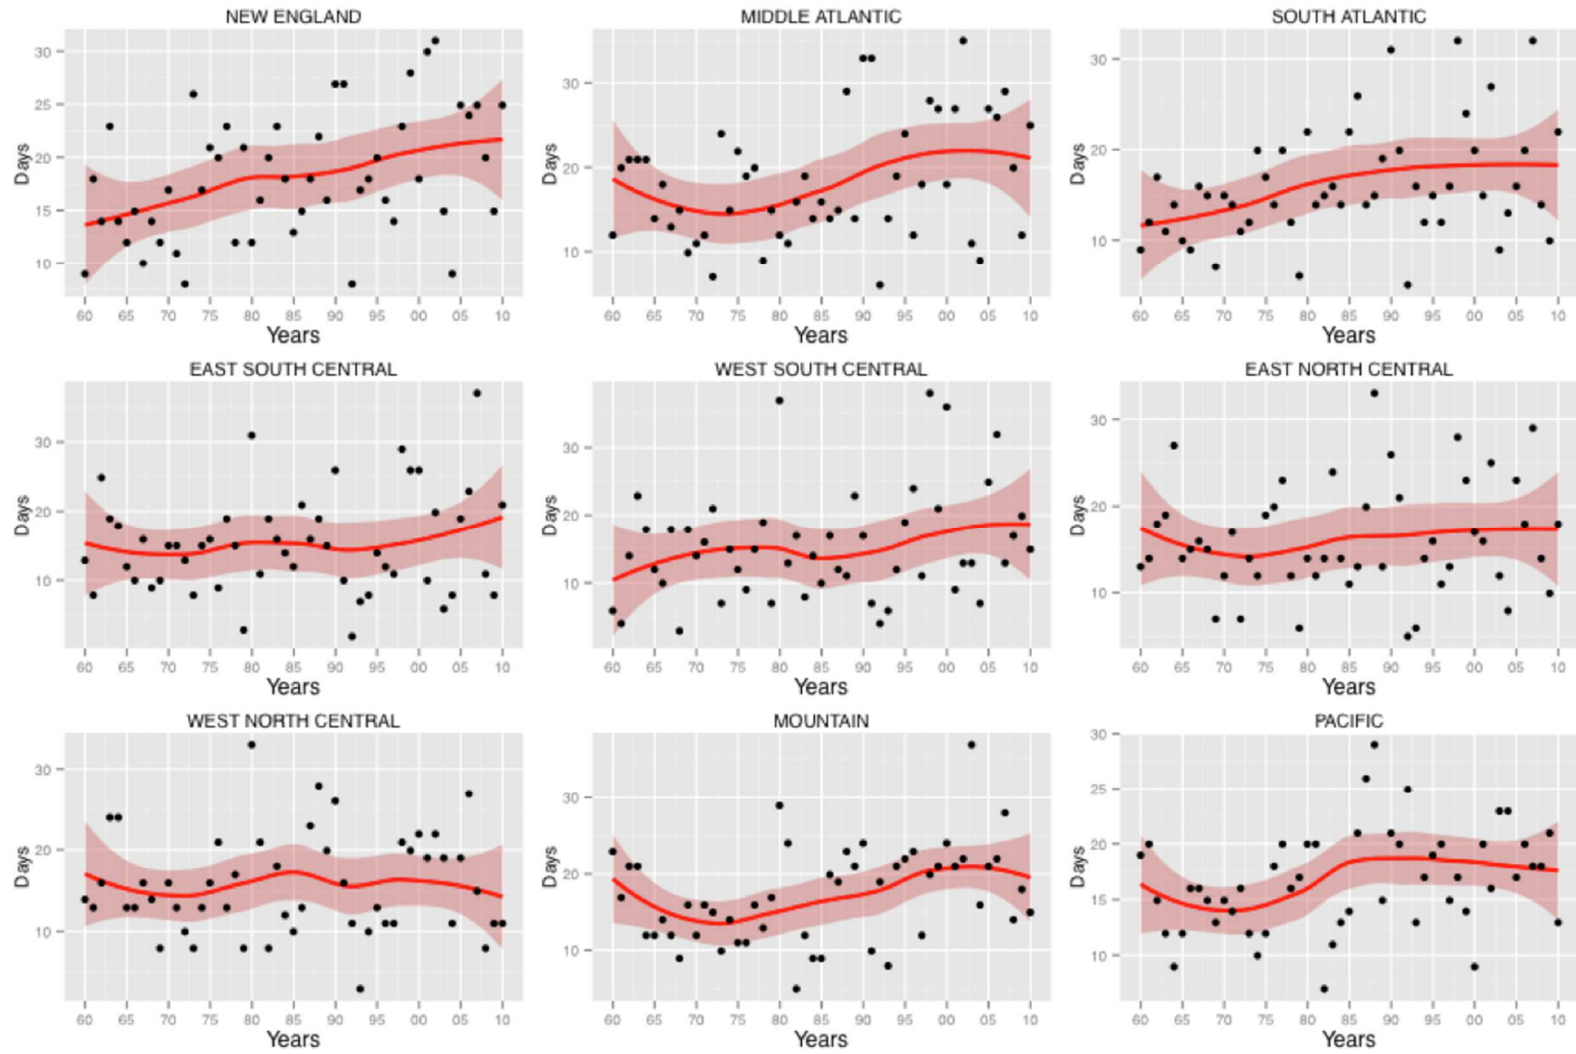 NEW ENGLAND
30
25
20
15
10
Days
60 65 70 75 80 85 90 95 00 05 10
Years
MIDDLE ATLANTIC
30
20
10
Days
60 65 70 75 80 85 90 95 00 05 10
Years
SOUTH ATLANTIC
30
20
10
Days
60 65 70 75 80 85 90 95 00 05 10
Years
EAST SOUTH CENTRAL
30
20
10
Days
60 65 70 75 80 85 90 95 00 05 10
Years
WEST SOUTH CENTRAL
30
20
10
Days
60 65 70 75 80 85 90 95 00 05 10
Years
EAST NORTH CENTRAL
30
20
10
Days
60 65 70 75 80 85 90 95 00 05 10
Years
WEST NORTH CENTRAL
30
20
10
Days
60 65 70 75 80 85 90 95 00 05 10
Years
MOUNTAIN
30
20
10
Days
60 65 70 75 80 85 90 95 00 05 10
Years
PACIFIC
30
25
20
15
10
Days
60 65 70 75 80 85 90 95 00 05 10
Years